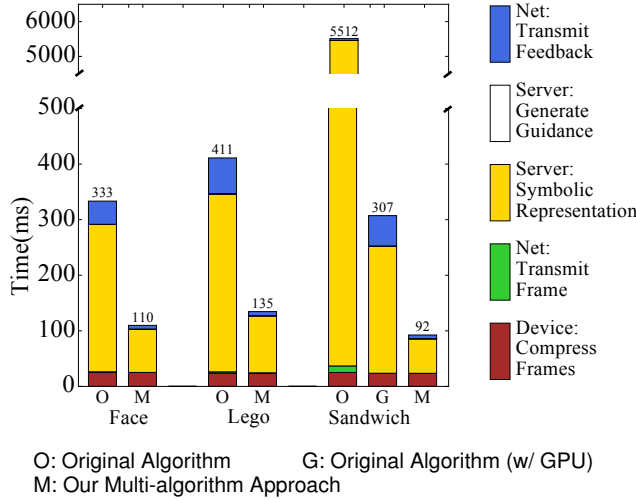 6000
5000
500
400
300
200
100
0
Time(ms)
333
110
411
135
5512
307
92
O M O M O G M
Face Lego Sandwich
Net:
Transmit
Feedback
Server:
Generate
Guidance
Server:
Symbolic
Representation
Net:
Transmit
Frame
Device:
Compress
Frames
O: Original Algorithm G: Original Algorithm (w/ GPU)
M: Our Multi-algorithm Approach